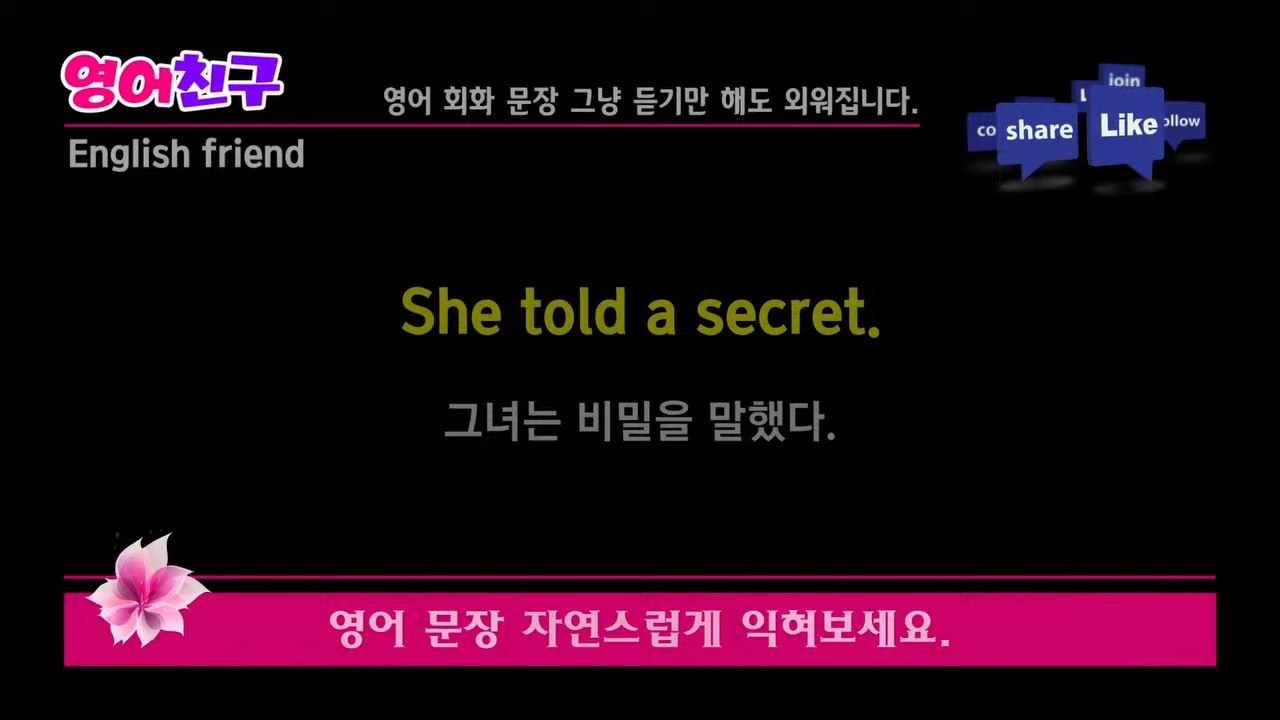 영어친구
영어 회화 문장 그냥 듣기만 해도 외워집니다.
English friend
join
share
Like
She told a secret.
그녀는 비밀을 말했다.
영어 문장 자연스럽게 익혀보세요.